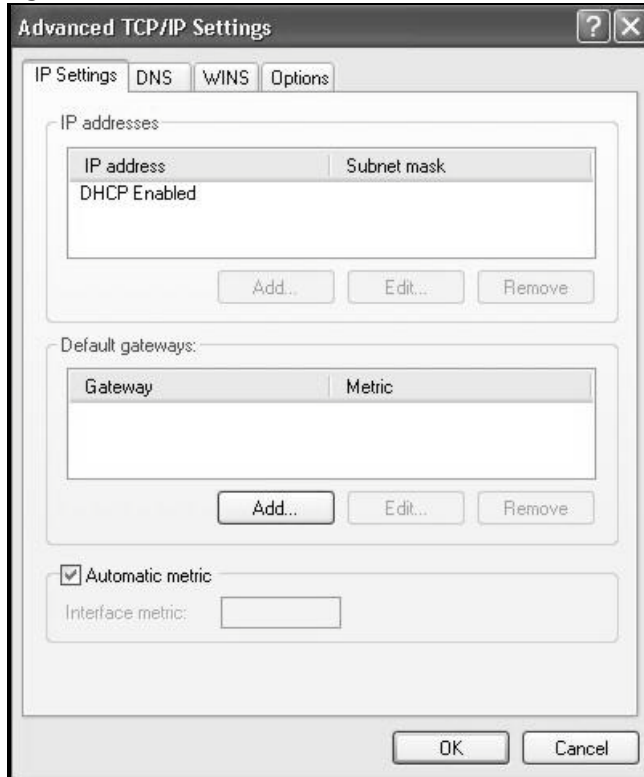 Advanced TCP/IP Settings
IP Settings DNS WINS Options
IP addresses
IP address Subnet mask
DHCP Enabled
Add... Edit... Remove
Default gateways:
Gateway Metric
Add... Edit... Remove
Automatic metric
Interface metric:
OK Cancel